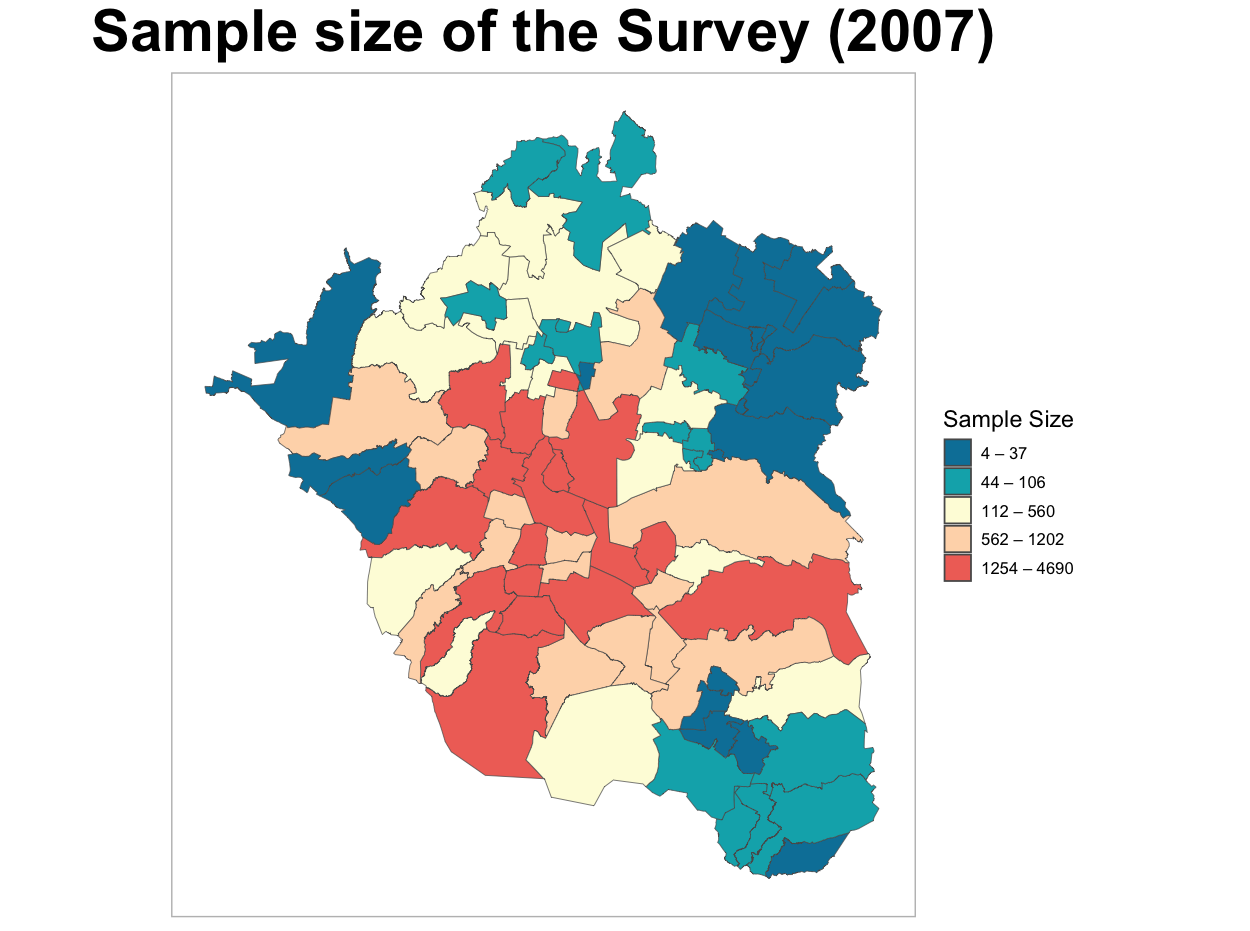 Sample size of the Survey (2007)
Sample Size
4 – 37
44 – 106
112 – 560
562 – 1202
1254 – 4690